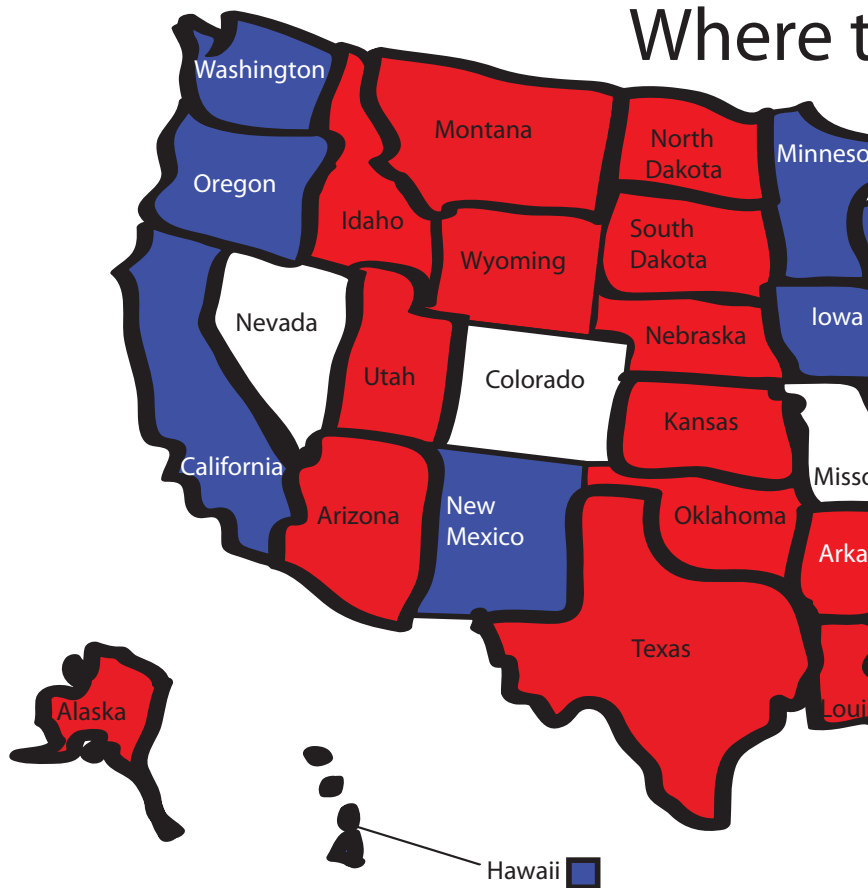 Where t
Washington
Montana
North
Dakota
Minneso
Oregon
Idaho
South
Dakota
Wyoming
Nevada
Iowa
Nebraska
Utah
Colorado
Kansas
California
Misso
Arizona
New
Mexico
Oklahoma
Arka
Texas
Alaska
Loui
Hawaii